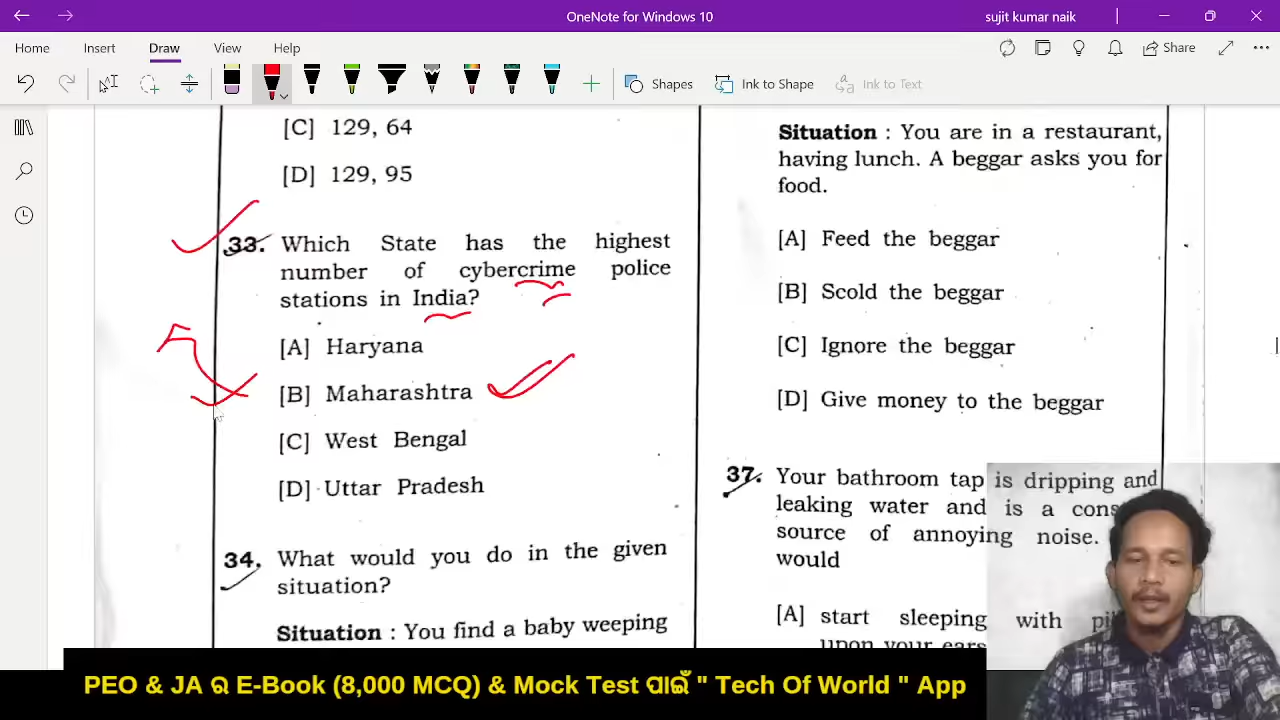 OneNote for Windows 10
sujit kumar naik
Home
Insert
Draw
View
Help
Share
Shapes
Ink to Shape
Ink to Text
[C] 129, 64
[D] 129, 95
33. Which State has the highest
number of cybercrime police
stations in India?
[A] Haryana
[B] Maharashtra
[C] West Bengal
[D] Uttar Pradesh
34. What would you do in the given
situation?
Situation : You find a baby weeping
Situation : You are in a restaurant,
having lunch. A beggar asks you for
food.
[A] Feed the beggar
[B] Scold the beggar
[C] Ignore the beggar
[D] Give money to the beggar
37. Your bathroom tap is dripping and
leaking water and is a
source of annoying noise.
would
[A] start sleeping with
upon your ears
PEO & JA ର E-Book (8,000 MCQ) & Mock Test ପାଇଁ " Tech Of World " App